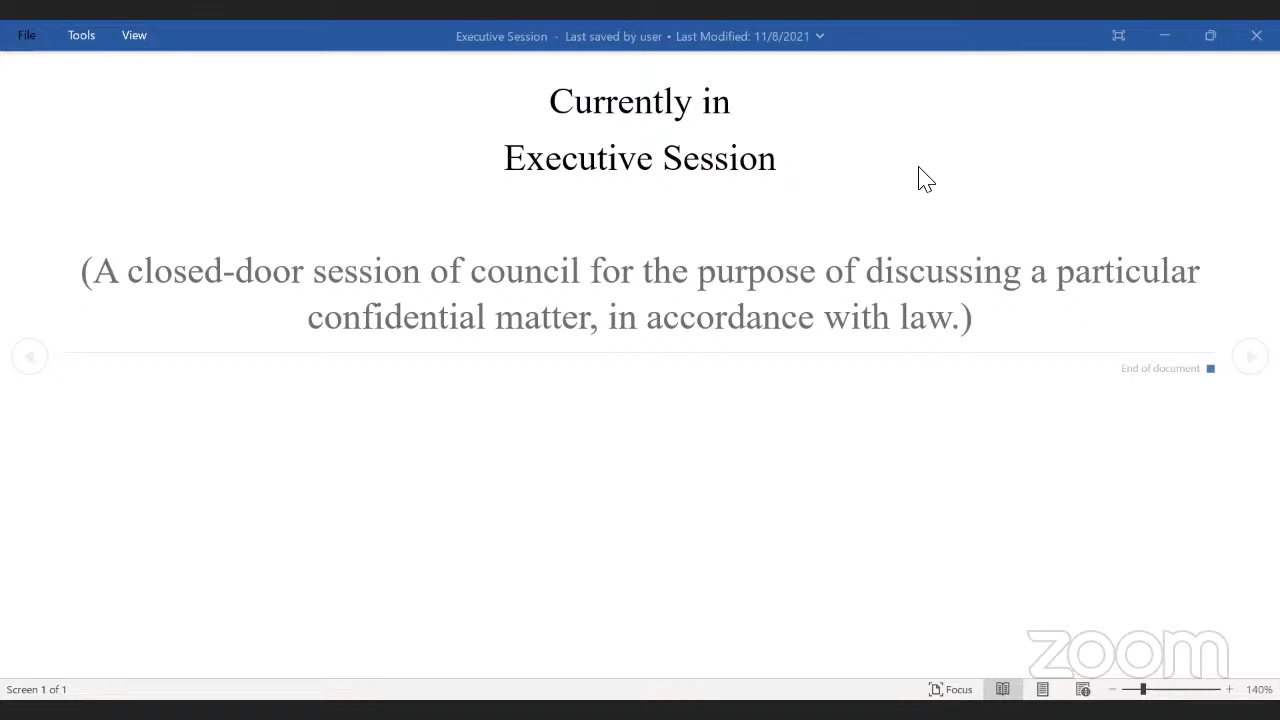 File Tools View Executive Session - Last saved by user • Last Modified: 11/8/2021
Currently in
Executive Session
(A closed-door session of council for the purpose of discussing a particular
confidential matter, in accordance with law.)
End of document
zoom
Screen 1 of 1 Focus 140%